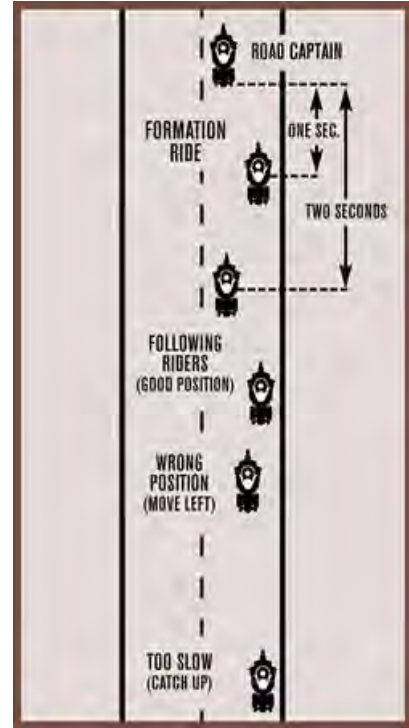 ROAD CAPTAIN
FORMATION
RIDE
ONE SEC.
TWO SECONDS
FOLLOWING
RIDERS
(GOOD POSITION)
WRONG
POSITION
(MOVE LEFT)
TOO SLOW
(CATCH UP)